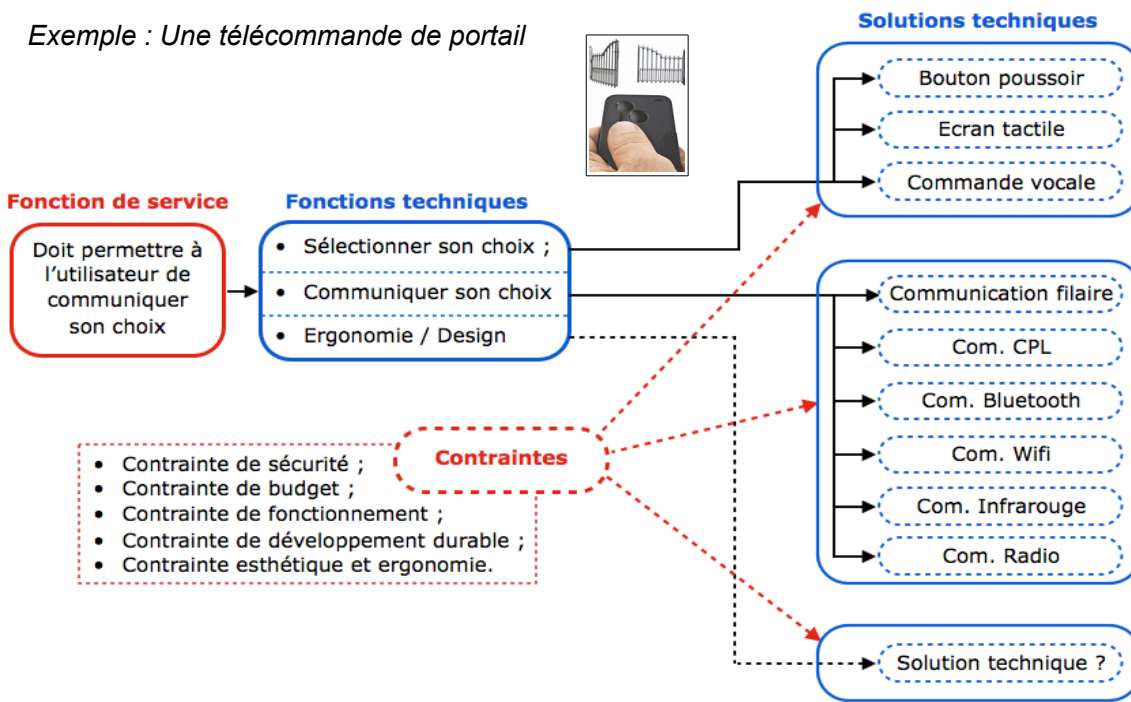 Exemple : Une télécommande de portail
Solutions techniques
Bouton poussoir
Ecran tactile
Commande vocale
Fonction de service
Doit permettre à
l'utilisateur de
communiquer
son choix
Fonctions techniques
• Sélectionner son choix ;
• Communiquer son choix
• Ergonomie / Design
Communication filaire
Com. CPL
Com. Bluetooth
Com. Wifi
Com. Infrarouge
Com. Radio
Contraintes
• Contrainte de sécurité ;
• Contrainte de budget ;
• Contrainte de fonctionnement ;
• Contrainte de développement durable ;
• Contrainte esthétique et ergonomie.
Solution technique ?